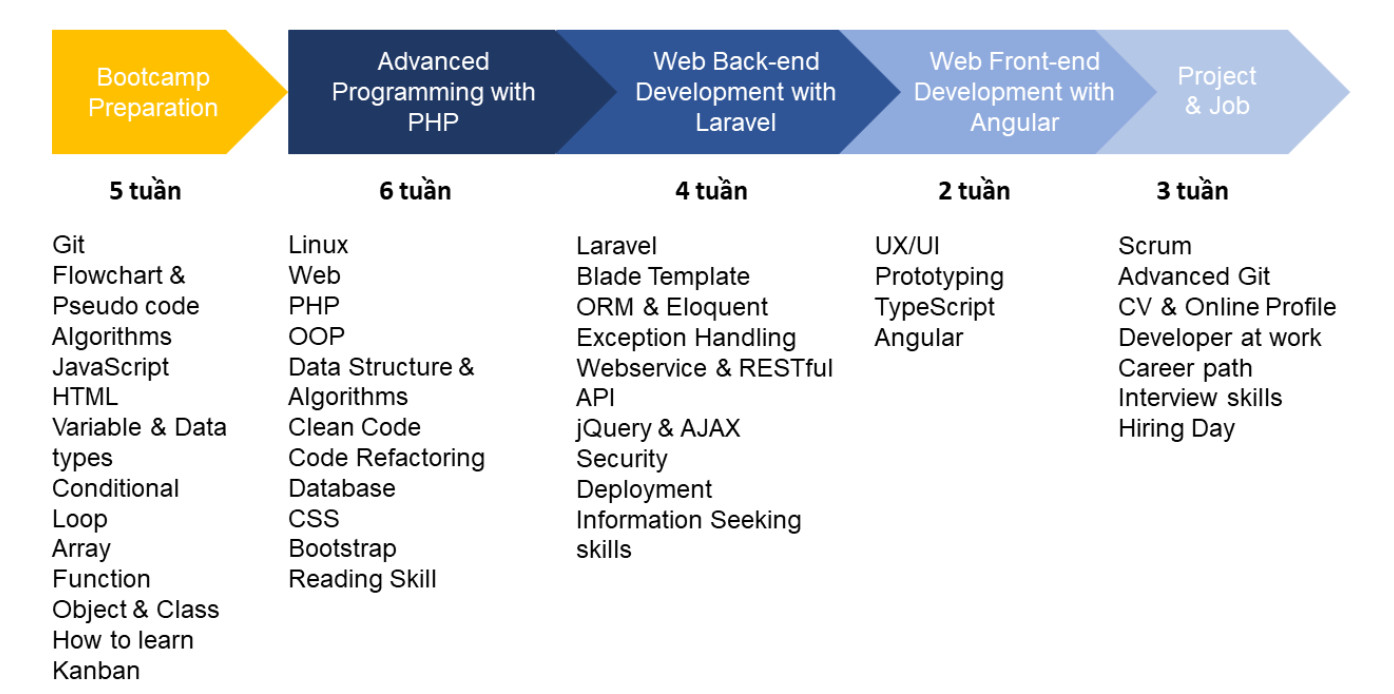 Bootcamp
Preparation
Advanced
Programming with
PHP
Web Back-end
Development with
Laravel
Web Front-end
Development with
Angular
Project
& Job
5 tuần
6 tuần
4 tuần
2 tuần
3 tuần
Git
Flowchart &
Pseudo code
Algorithms
JavaScript
HTML
Variable & Data
types
Conditional
Loop
Array
Function
Object & Class
How to learn
Kanban
Linux
Web
PHP
OOP
Data Structure &
Algorithms
Clean Code
Code Refactoring
Database
CSS
Bootstrap
Reading Skill
Laravel
Blade Template
ORM & Eloquent
Exception Handling
Webservice & RESTful
API
jQuery & AJAX
Security
Deployment
Information Seeking
skills
UX/UI
Prototyping
TypeScript
Angular
Scrum
Advanced Git
CV & Online Profile
Developer at work
Career path
Interview skills
Hiring Day